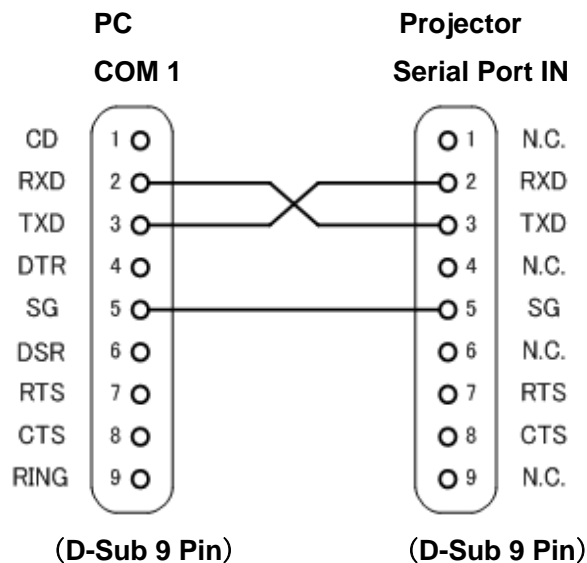 PC Projector
COM 1 Serial Port IN
CD 1 1 N.C.
RXD 2 2 RXD
TXD 3 3 TXD
DTR 4 4 N.C.
SG 5 5 SG
DSR 6 6 N.C.
RTS 7 7 RTS
CTS 8 8 CTS
RING 9 9 N.C.
（D-Sub 9 Pin） （D-Sub 9 Pin）